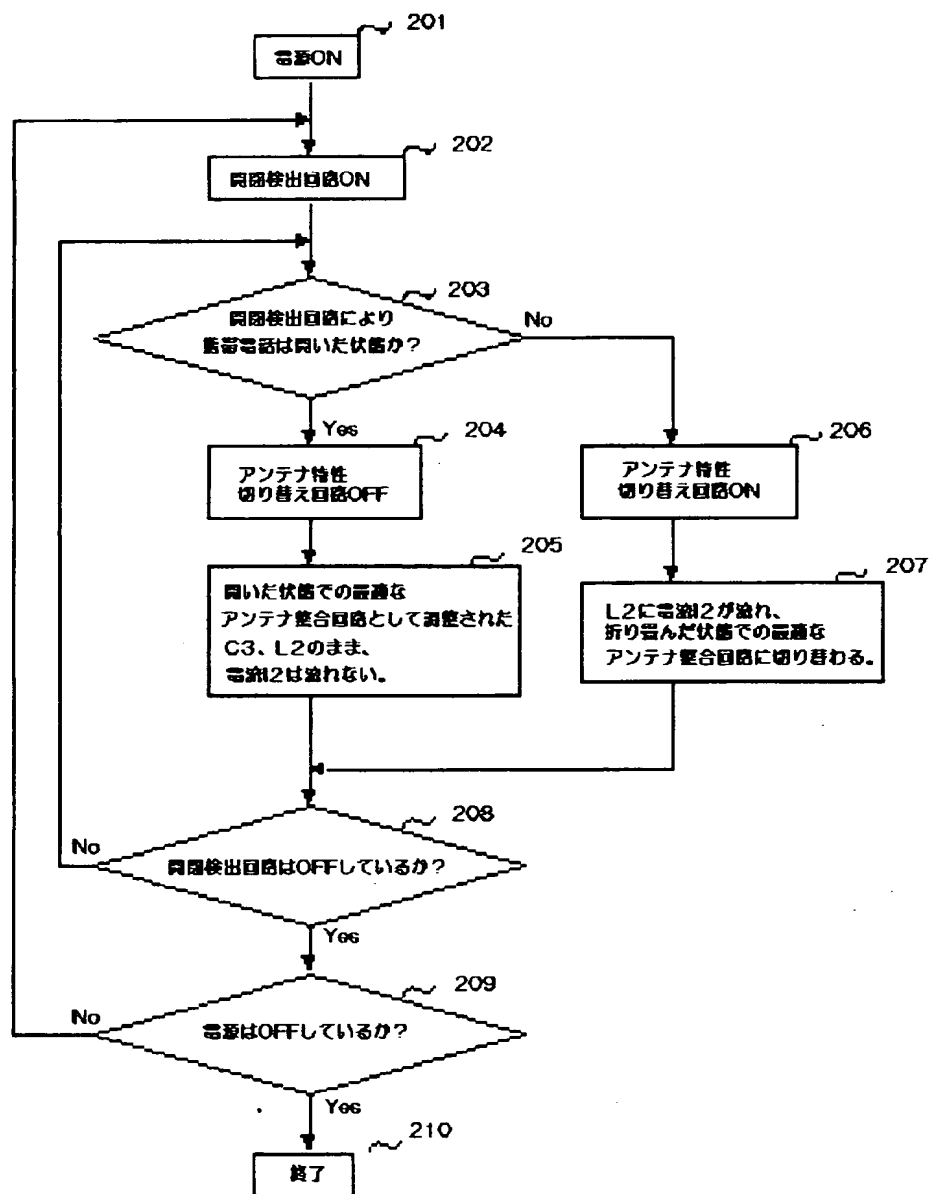 201
電源ON
202
開閉検出回路ON
203
開閉検出回路により
携帯電話は開いた状態か？
No
Yes
204
アンテナ特性
切り替え回路OFF
206
アンテナ特性
切り替え回路ON
205
開いた状態での最適な
アンテナ整合回路として調整された
C3、L2のまま、
電流I2は流れない。
207
L2に電流I2が流れ、
折り畳んだ状態での最適な
アンテナ整合回路に切り替わる。
208
No
開閉検出回路はOFFしているか？
Yes
209
No
電源はOFFしているか？
Yes
210
終了